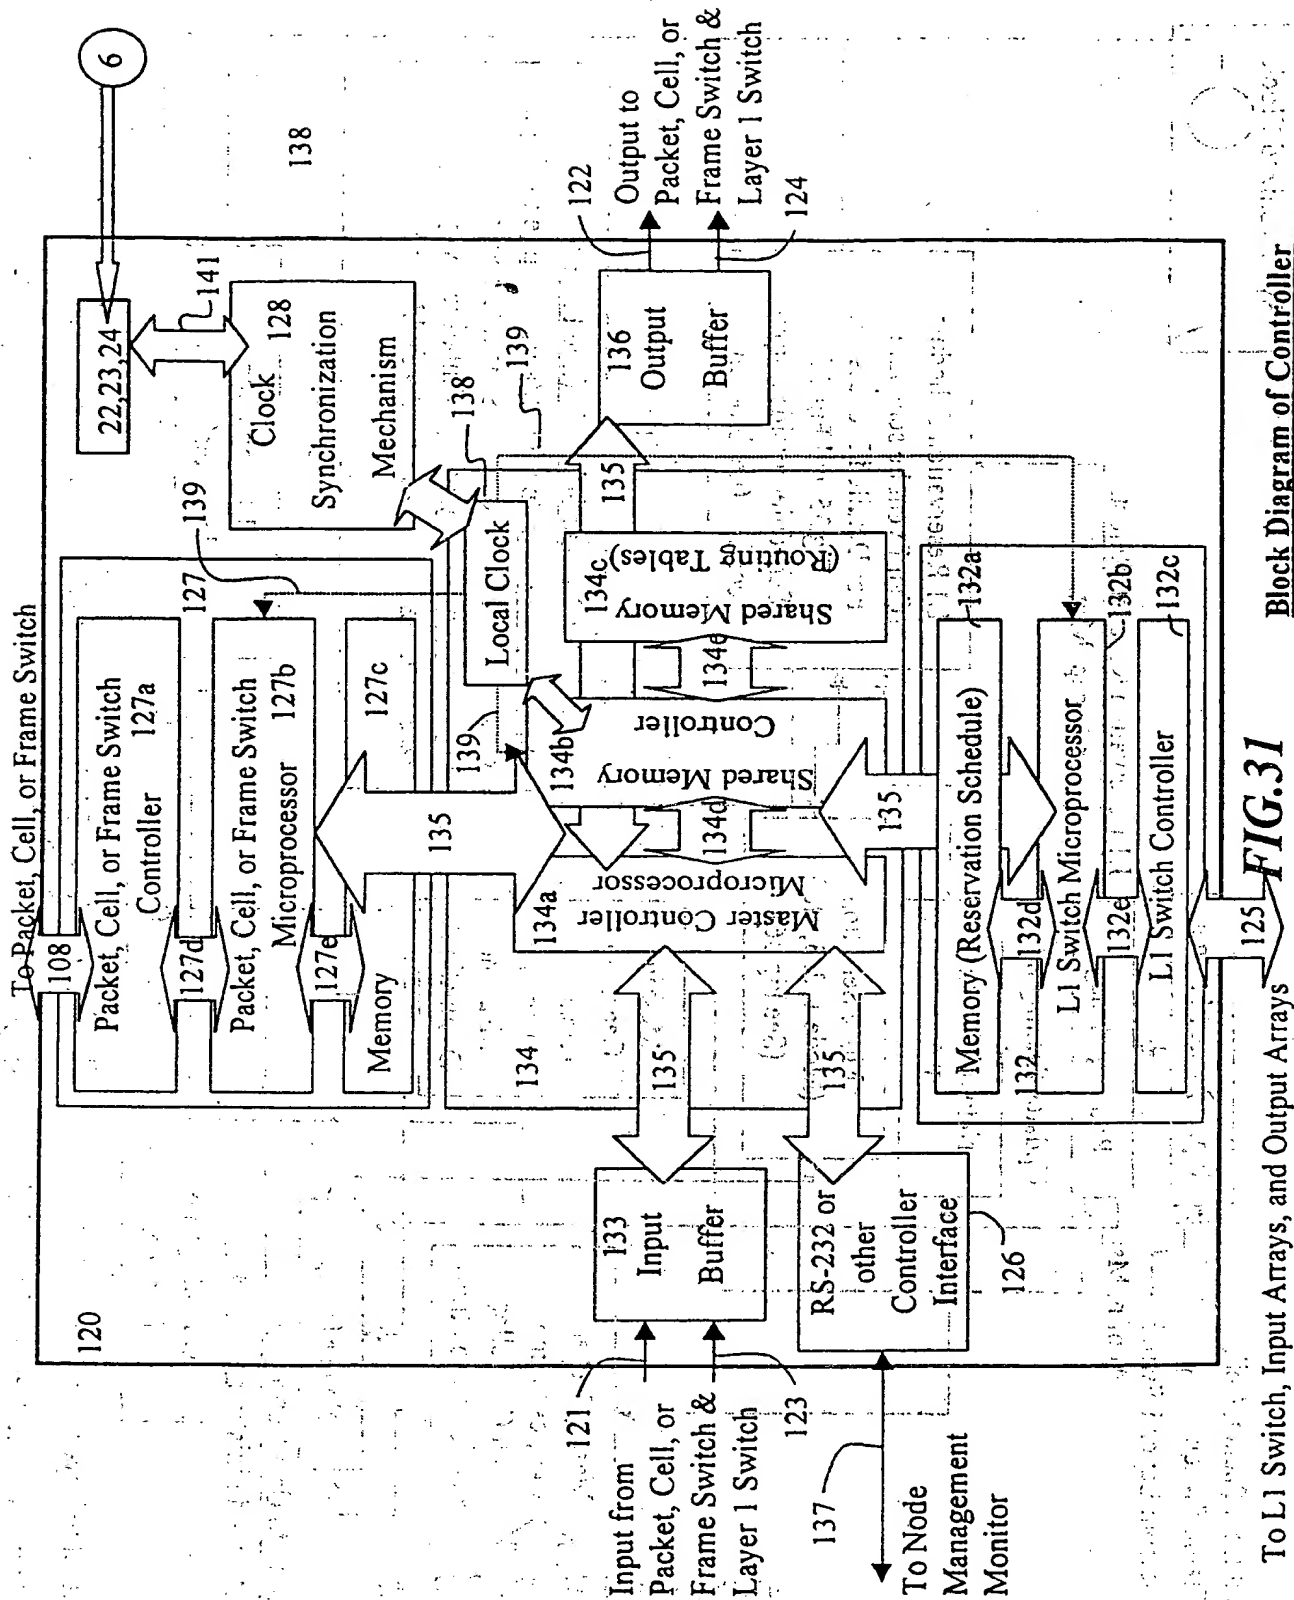 To Packet, Cell, or Frame Switch
6
120
108
Packet, Cell, or Frame Switch
Controller
127a
127
127d
Packet, Cell, or Frame Switch
Microprocessor
127b
127e
Memory
127c
139
22,23,24
141
Clock
128
Synchronization
Mechanism
138
138
139
Local Clock
139
135
134
134a
Master Controller
Microprocessor
134d
134b
Shared Memory
Controller
134e
134c
Shared Memory
(Routing Tables)
135
136
Output
Buffer
122
Output to
Packet, Cell, or
Frame Switch &
Layer 1 Switch
124
Input from
Packet, Cell, or
Frame Switch &
Layer 1 Switch
121
123
133
Input
Buffer
135
135
RS-232 or
other
Controller
Interface
126
137
To Node
Management
Monitor
135
Memory (Reservation Schedule)
132a
132
132d
L1 Switch Microprocessor
132b
132e
L1 Switch Controller
132c
125
To L1 Switch, Input Arrays, and Output Arrays
FIG.31
Block Diagram of Controller